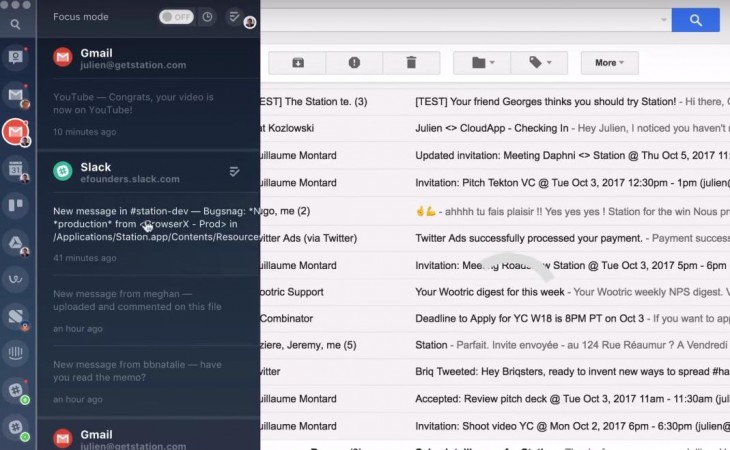 Focus mode
OFF
Gmail
julien@getstation.com
YouTube — Congrats, your video is
now on YouTube!
10 minutes ago
Slack
efounders.slack.com
New message in #station-dev — Bugsnag: *N
*production* from <BrowserX - Prod> in
/Applications/Station.app/Contents/Resource
41 minutes ago
New message from meghan —
uploaded and commented on this file
an hour ago
New message from bbnatalie — have
you read the memo?
an hour ago
Gmail
julien@getstation.com
31
More
EST] The Station te. (3) [TEST] Your friend Georges thinks you should try Station! - Hi there, G
at Kozlowski Julien <> CloudApp - Checking In - Hey Julien, I noticed you haven't
uillaume Montard Updated invitation: Meeting Daphni <> Station @ Thu Oct 5, 2017 11am
uillaume Montard Invitation: Pitch Tekton VC @ Tue Oct 3, 2017 12:30pm - 1pm (julien@
ugo, me (2) 🤞💪 - ahhhh tu fais plaisir !! Yes yes yes ! Station for the win Nous pr
witter Ads (via Twitter) Twitter Ads successfully processed your payment. - Payment success
uillaume Montard Invitation: Meeting Roadshow Station @ Tue Oct 3, 2017 5pm - 6pm
ootric Support Your Wootric digest for this week - Your Wootric weekly NPS digest. V
Combinator Deadline to Apply for YC W18 is 8PM PT on Oct 3 - If you want to app
ziere, Jeremy, me (5) Station - Parfait. Invite envoyée - au 124 Rue Réaumur ? A Vendredi
witter Briq Tweeted: Hey Briqsters, ready to invent new ways to spread #ha
uillaume Montard Accepted: Review pitch deck @ Tue Oct 3, 2017 11am - 11:30am (juli
uillaume Montard Invitation: Shoot video YC @ Mon Oct 2, 2017 6pm - 6:30pm (julien@